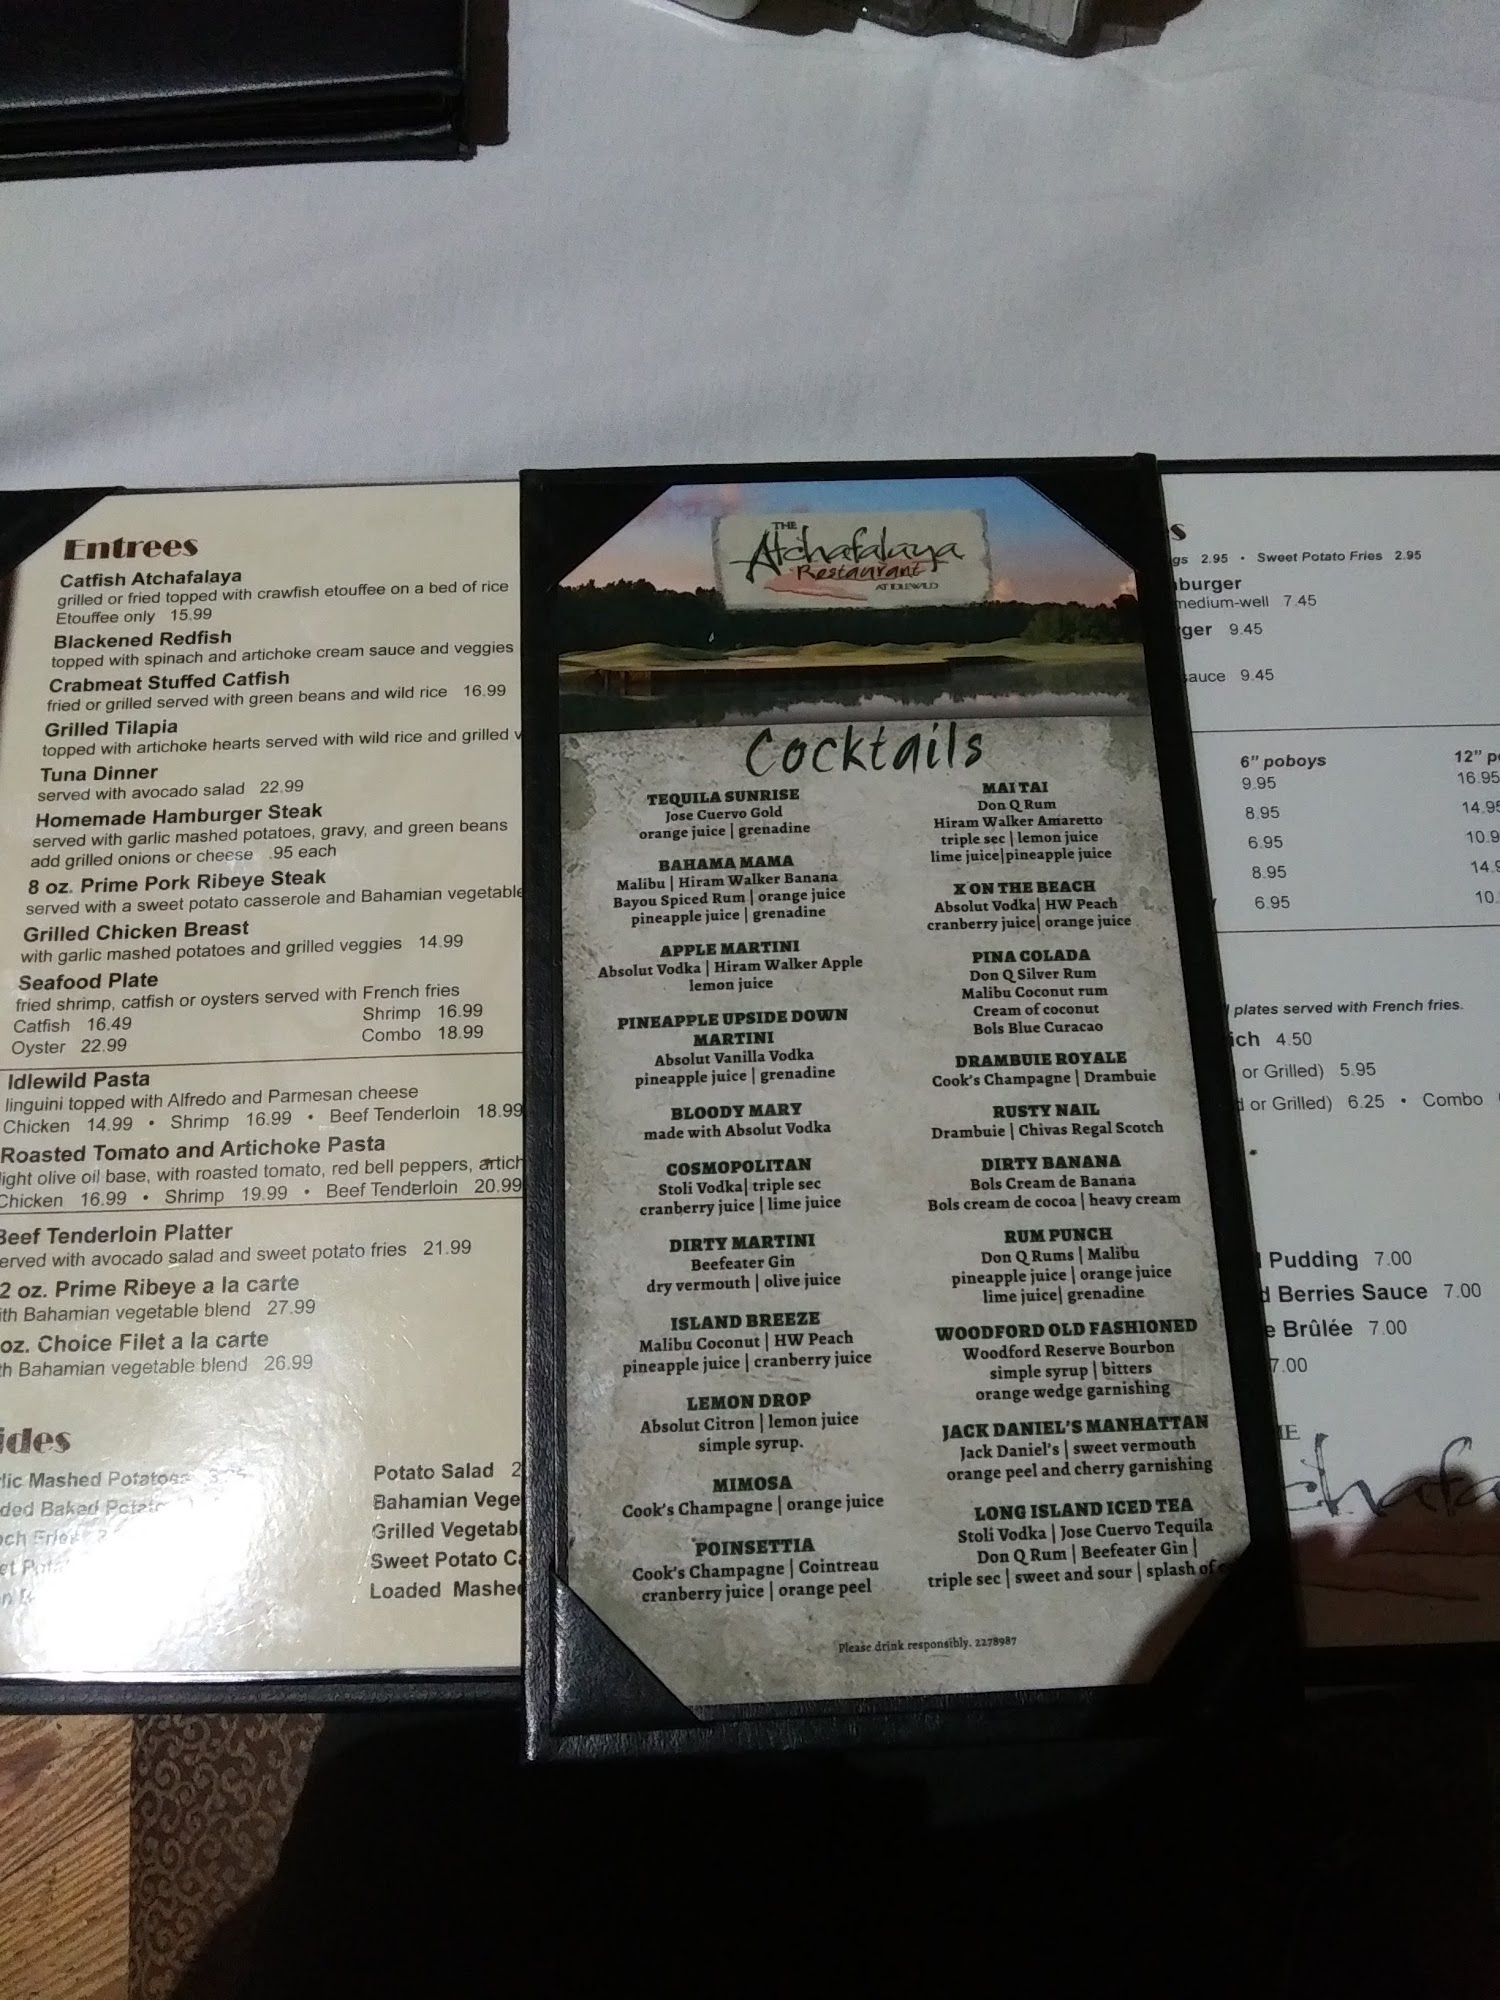 Entrees
Catfish Atchafalaya
grilled or fried topped with crawfish etouffee on a bed of rice
Etouffee only 15.99
Blackened Redfish
topped with spinach and artichoke cream sauce and veggies
Crabmeat Stuffed Catfish
fried or grilled served with green beans and wild rice 16.99
Grilled Tilapia
topped with artichoke hearts served with wild rice and grilled
Tuna Dinner
served with avocado salad 22.99
Homemade Hamburger Steak
served with garlic mashed potatoes, gravy, and green beans
add grilled onions or cheese .95 each
8 oz. Prime Pork Ribeye Steak
served with a sweet potato casserole and Bahamian vegetable
Grilled Chicken Breast
with garlic mashed potatoes and grilled veggies 14.99
Seafood Plate
fried shrimp, catfish or oysters served with French fries
Catfish 16.49 Shrimp 16.99
Oyster 22.99 Combo 18.99
Idlewild Pasta
linguini topped with Alfredo and Parmesan cheese
Chicken 14.99 • Shrimp 16.99 • Beef Tenderloin 18.99
Roasted Tomato and Artichoke Pasta
light olive oil base, with roasted tomato, red bell peppers, artich
Chicken 16.99 • Shrimp 19.99 • Beef Tenderloin 20.99
Beef Tenderloin Platter
erved with avocado salad and sweet potato fries 21.99
2 oz. Prime Ribeye a la carte
ith Bahamian vegetable blend 27.99
oz. Choice Filet a la carte
th Bahamian vegetable blend 26.99
ides
lic Mashed Potatoes
ded Baked Potato
Potato Salad 2
Bahamian Vege
Grilled Vegetabl
Sweet Potato Ca
Loaded Mashed
THE
Atchafalaya
Restaurant
AT IDLEWILD
Cocktails
TEQUILA SUNRISE
Jose Cuervo Gold
orange juice | grenadine
BAHAMA MAMA
Malibu | Hiram Walker Banana
Bayou Spiced Rum | orange juice
pineapple juice | grenadine
APPLE MARTINI
Absolut Vodka | Hiram Walker Apple
lemon juice
PINEAPPLE UPSIDE DOWN
MARTINI
Absolut Vanilla Vodka
pineapple juice | grenadine
BLOODY MARY
made with Absolut Vodka
COSMOPOLITAN
Stoli Vodka| triple sec
cranberry juice | lime juice
DIRTY MARTINI
Beefeater Gin
dry vermouth | olive juice
ISLAND BREEZE
Malibu Coconut | HW Peach
pineapple juice | cranberry juice
LEMON DROP
Absolut Citron | lemon juice
simple syrup.
MIMOSA
Cook's Champagne | orange juice
POINSETTIA
Cook's Champagne | Cointreau
cranberry juice | orange peel
MAI TAI
Don Q Rum
Hiram Walker Amaretto
triple sec | lemon juice
lime juice|pineapple juice
X ON THE BEACH
Absolut Vodka| HW Peach
cranberry juice| orange juice
PINA COLADA
Don Q Silver Rum
Malibu Coconut rum
Cream of coconut
Bols Blue Curacao
DRAMBUIE ROYALE
Cook's Champagne | Drambuie
RUSTY NAIL
Drambuie | Chivas Regal Scotch
DIRTY BANANA
Bols Cream de Banana
Bols cream de cocoa | heavy cream
RUM PUNCH
Don Q Rums | Malibu
pineapple juice | orange juice
lime juice| grenadine
WOODFORD OLD FASHIONED
Woodford Reserve Bourbon
simple syrup | bitters
orange wedge garnishing
JACK DANIEL'S MANHATTAN
Jack Daniel's | sweet vermouth
orange peel and cherry garnishing
LONG ISLAND ICED TEA
Stoli Vodka | Jose Cuervo Tequila
Don Q Rum | Beefeater Gin |
triple sec | sweet and sour | splash of
Please drink responsibly. 2278987
s
gs 2.95 • Sweet Potato Fries 2.95
burger
medium-well 7.45
ger 9.45
sauce 9.45
6" poboys 12" p
9.95 16.95
8.95 14.95
6.95 10.9
8.95 14.9
6.95 10.
plates served with French fries.
ich 4.50
or Grilled) 5.95
d or Grilled) 6.25 • Combo
Pudding 7.00
d Berries Sauce 7.00
e Brûlée 7.00
7.00
HE
chafala